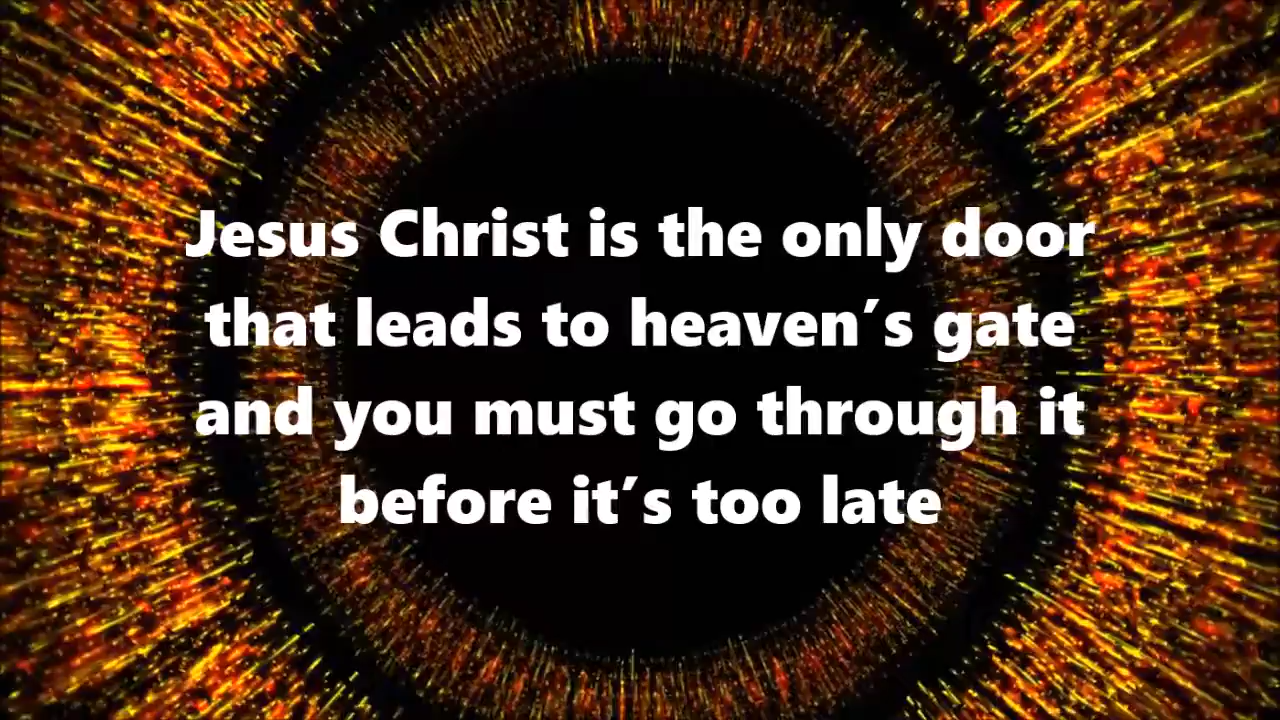 Jesus Christ is the only door
that leads to heaven′s gate
and you must go through it
before it′s too late